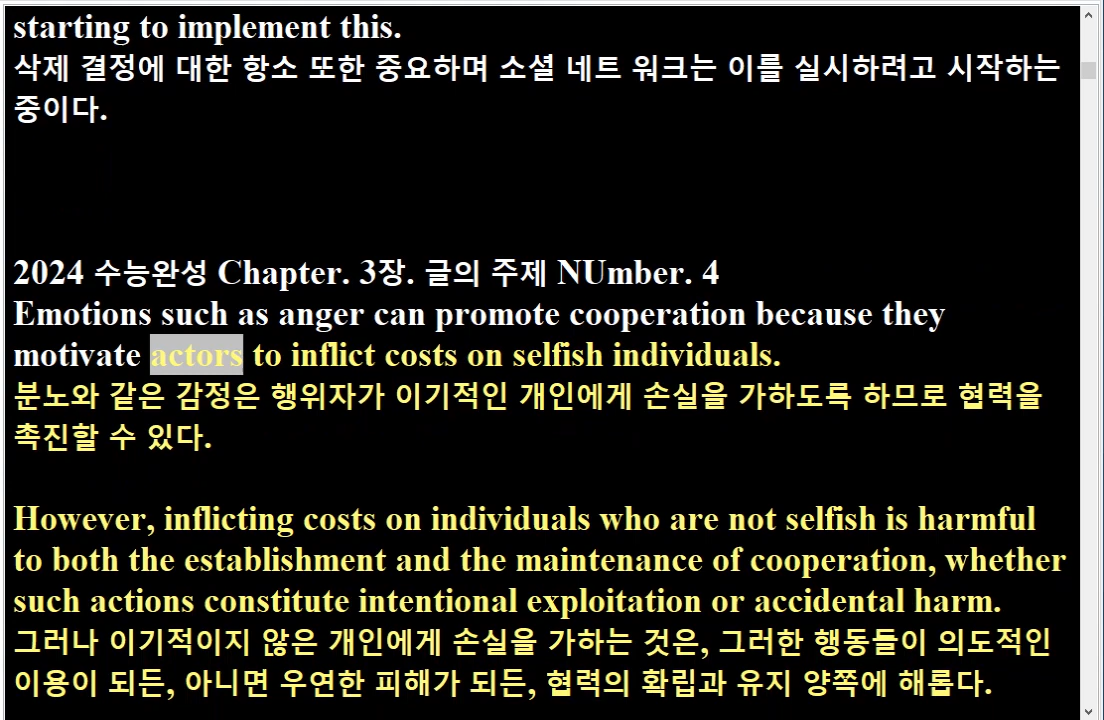 starting to implement this.
삭제 결정에 대한 항소 또한 중요하며 소셜 네트 워크는 이를 실시하려고 시작하는
중이다.
2024 수능완성 Chapter. 3장. 글의 주제 NUmber. 4
Emotions such as anger can promote cooperation because they
motivate actors to inflict costs on selfish individuals.
분노와 같은 감정은 행위자가 이기적인 개인에게 손실을 가하도록 하므로 협력을
촉진할 수 있다.
However, inflicting costs on individuals who are not selfish is harmful
to both the establishment and the maintenance of cooperation, whether
such actions constitute intentional exploitation or accidental harm.
그러나 이기적이지 않은 개인에게 손실을 가하는 것은, 그러한 행동들이 의도적인
이용이 되든, 아니면 우연한 피해가 되든, 협력의 확립과 유지 양쪽에 해롭다.